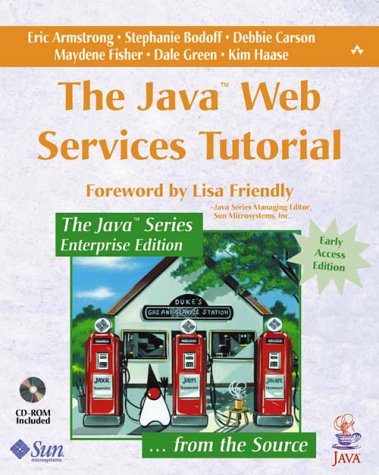 Eric Armstrong • Stephanie Bodoff • Debbie Carson
Maydene Fisher • Dale Green • Kim Haase
The Java™ Web
Services Tutorial
Foreword by Lisa Friendly
–Java Series Managing Editor,
Sun Microsystems, Inc.
The Java™ Series
Enterprise Edition
Early
Access
Edition
DUKE'S
GAS AND SERVICE STATION
JAXR
CD-ROM
Included
Sun
microsystems
... from the Source
JAVA